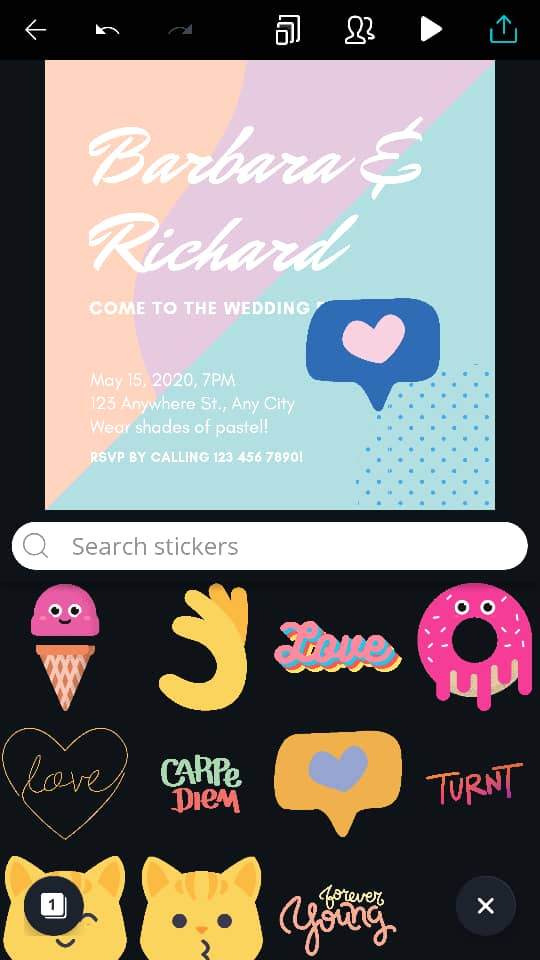 Barbara &
Richard
COME TO THE WEDDING
May 15, 2020, 7PM
123 Anywhere St., Any City
Wear shades of pastel!
RSVP BY CALLING 123 456 7890!
Search stickers
Love
love
CARPE
DIEM
TURNT
1
forever
Young